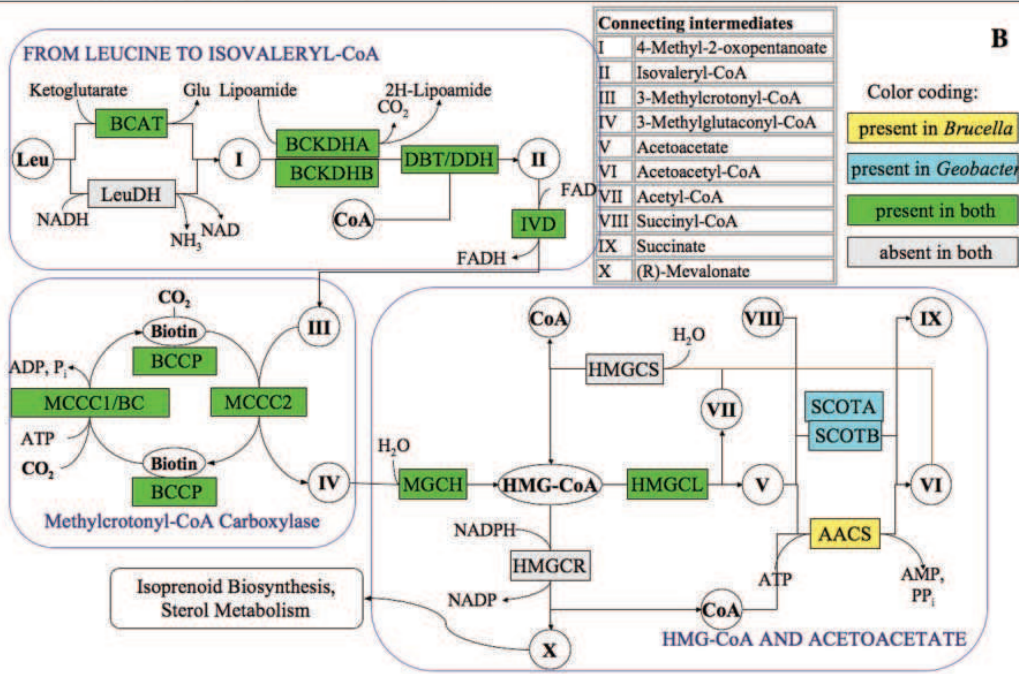 B
Connecting intermediates
I 4-Methyl-2-oxopentanoate
II Isovaleryl-CoA
III 3-Methylcrotonyl-CoA
IV 3-Methylglutaconyl-CoA
V Acetoacetate
VI Acetoacetyl-CoA
VII Acetyl-CoA
VIII Succinyl-CoA
IX Succinate
X (R)-Mevalonate
Color coding:
present in Brucella
present in Geobacter
present in both
absent in both
FROM LEUCINE TO ISOVALERYL-CoA
Ketoglutarate
Glu
Lipoamide
CO2
2H-Lipoamide
BCAT
BCKDHA
BCKDHB
DBT/DDH
Leu
I
II
LeuDH
NADH
NH3
NAD
CoA
FAD
IVD
FADH
CO2
Biotin
BCCP
III
ADP, Pi
MCCC1/BC
MCCC2
ATP
CO2
Biotin
BCCP
IV
Methylcrotonyl-CoA Carboxylase
CoA
VIII
IX
H2O
HMGCS
VII
SCOTA
SCOTB
H2O
MGCH
HMG-CoA
HMGCL
V
VI
NADPH
AACS
HMGCR
ATP
AMP,
PPi
NADP
CoA
X
HMG-CoA AND ACETOACETATE
Isoprenoid Biosynthesis,
Sterol Metabolism